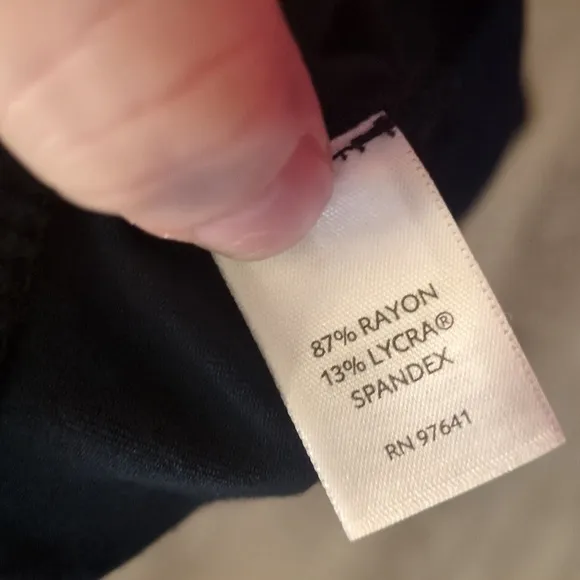 87% RAYON
13% LYCRA®
SPANDEX
RN 97641